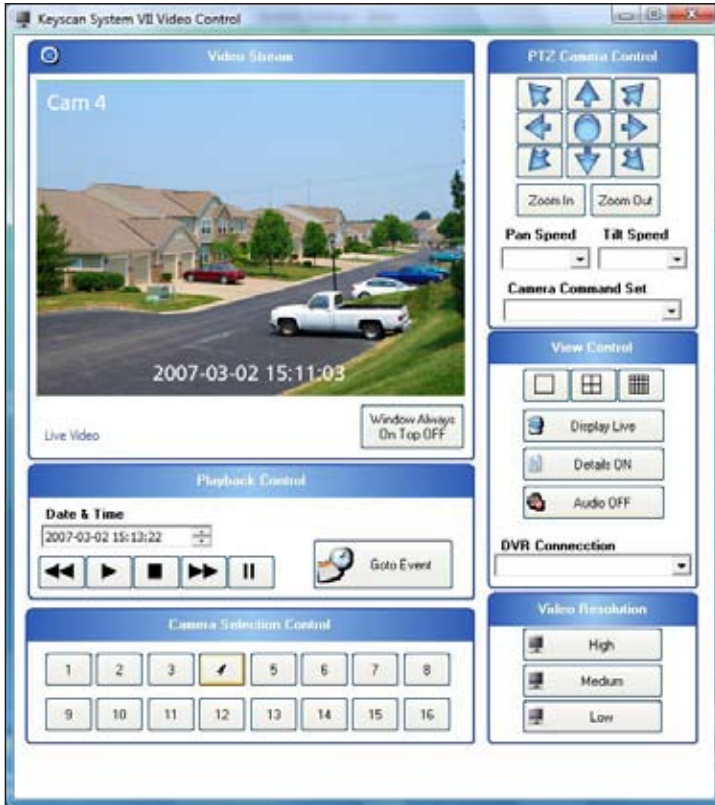 Keyscan System VII Video Control
Video Stream
Cam 4
2007-03-02 15:11:03
Live Video
Window Always
On Top OFF
Playback Control
Date & Time
2007-03-02 15:13:22
Goto Event
Camera Selection Control
1 2 3 4 5 6 7 8
9 10 11 12 13 14 15 16
PTZ Camera Control
Zoom In Zoom Out
Pan Speed Tilt Speed
Camera Command Set
View Control
Display Live
Details ON
Audio OFF
DVR Connecction
Video Resolution
High
Medium
Low